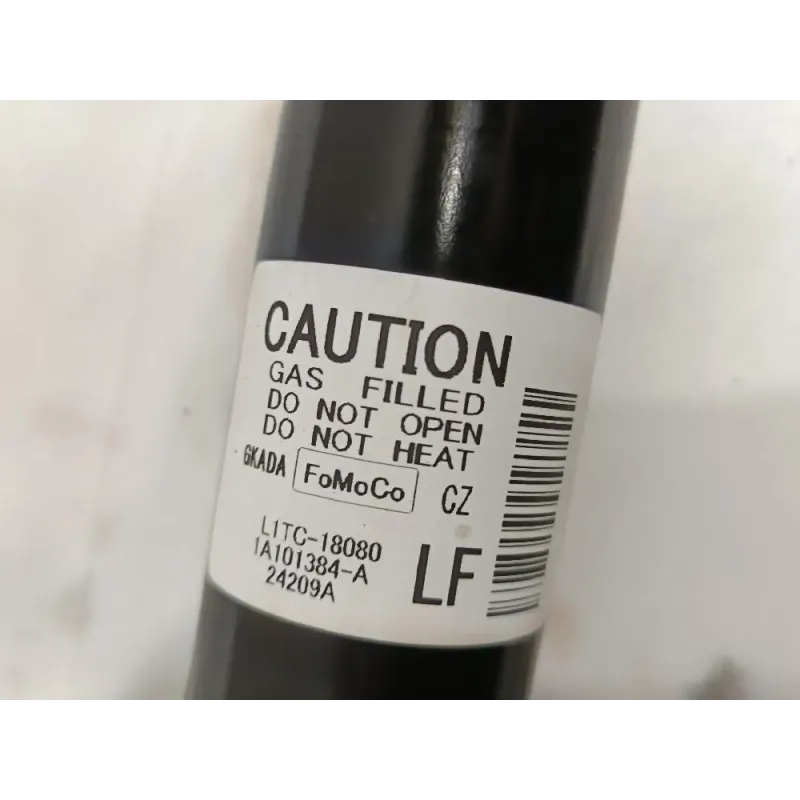 CAUTION
GAS FILLED
DO NOT OPEN
DO NOT HEAT
GKADA FoMoCo CZ
L1TC-18080
1A101384-A
24209A
LF